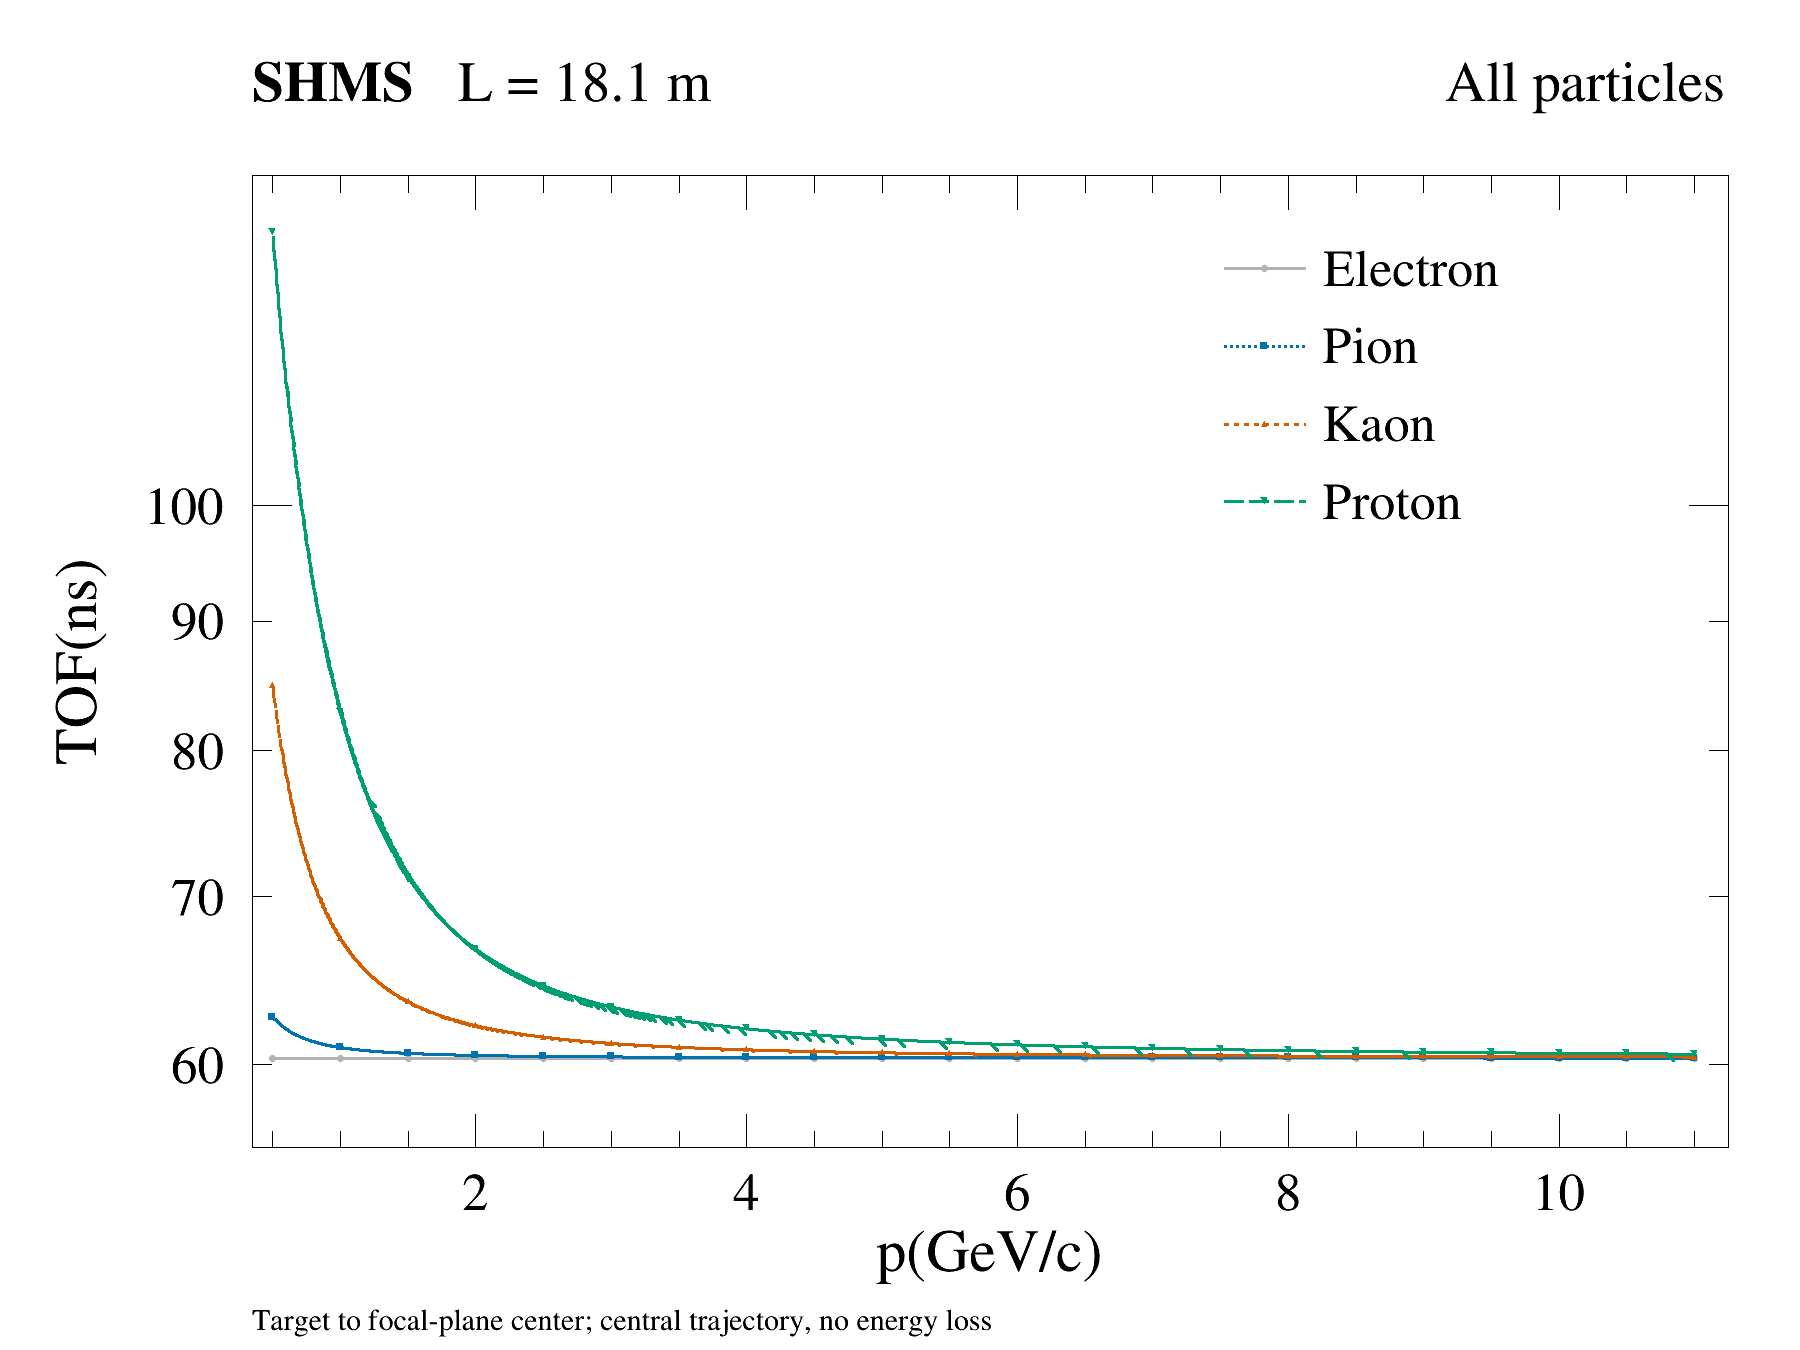 SHMS L = 18.1 m
All particles
Electron
Pion
Kaon
Proton
100
90
80
70
60
TOF(ns)
2 4 6 8 10
p(GeV/c)
Target to focal-plane center; central trajectory, no energy loss